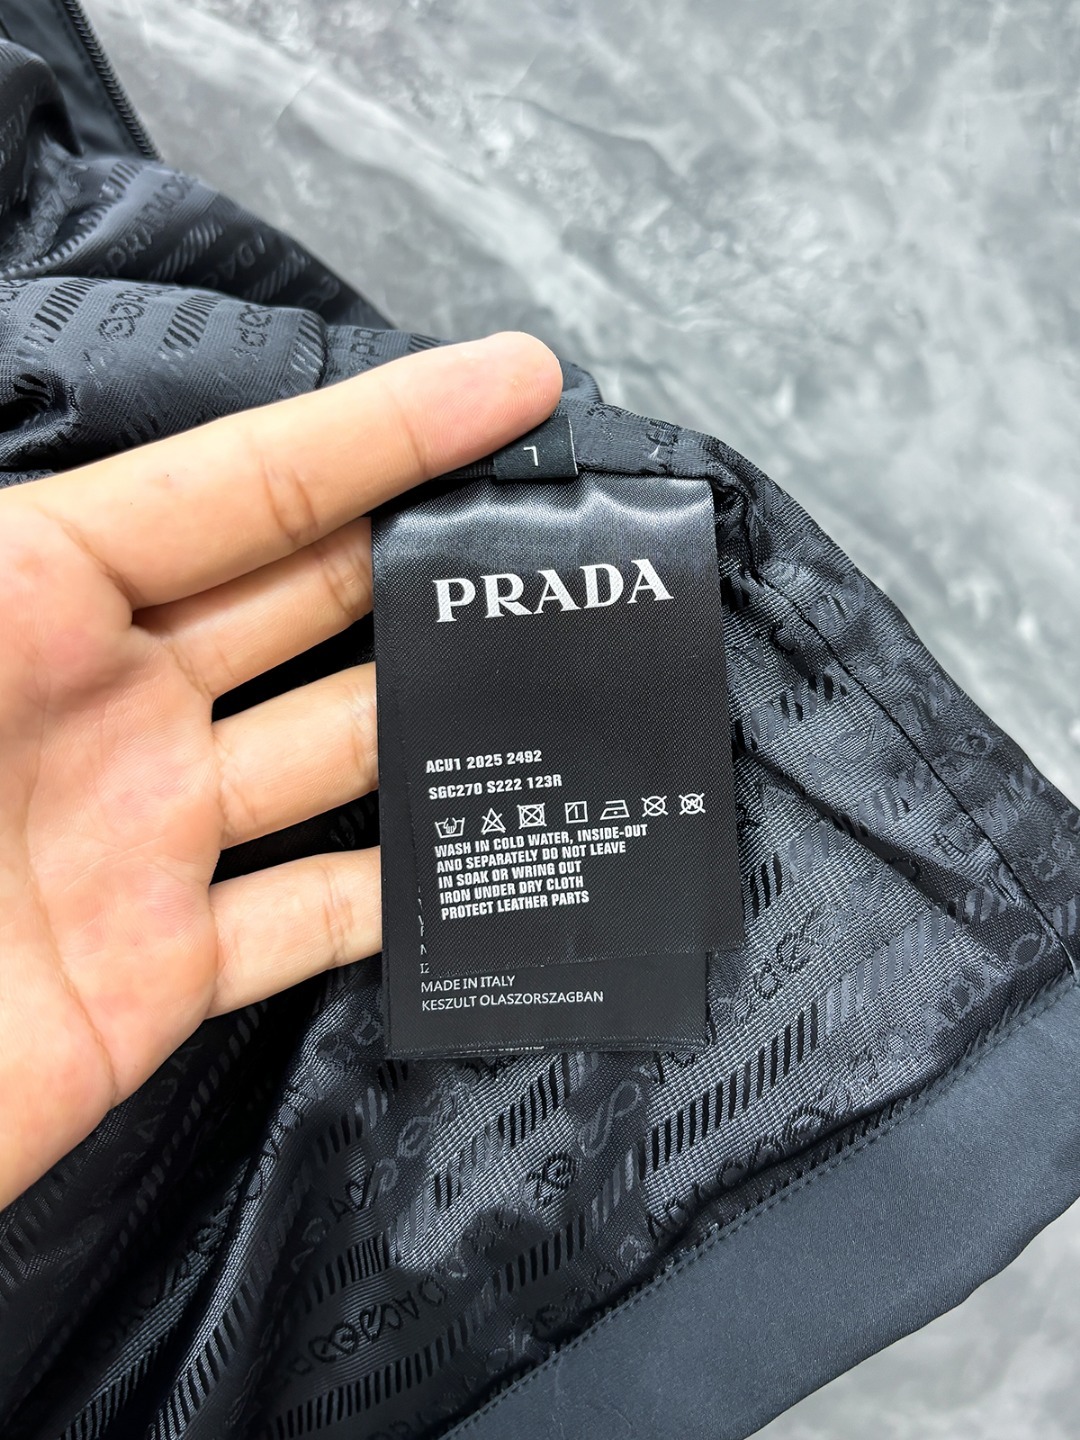 L
PRADA
ACU1 2025 2492
SGC270 S222 123R
WASH IN COLD WATER, INSIDE-OUT
AND SEPARATELY DO NOT LEAVE
IN SOAK OR WRING OUT
IRON UNDER DRY CLOTH
PROTECT LEATHER PARTS
MADE IN ITALY
KESZULT OLASZORSZAGBAN